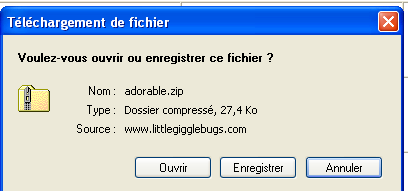 Téléchargement de fichier
Voulez-vous ouvrir ou enregistrer ce fichier ?
Nom : adorable.zip
Type : Dossier compressé, 27,4 Ko
Source : www.littlegigglebugs.com
Ouvrir Enregistrer Annuler